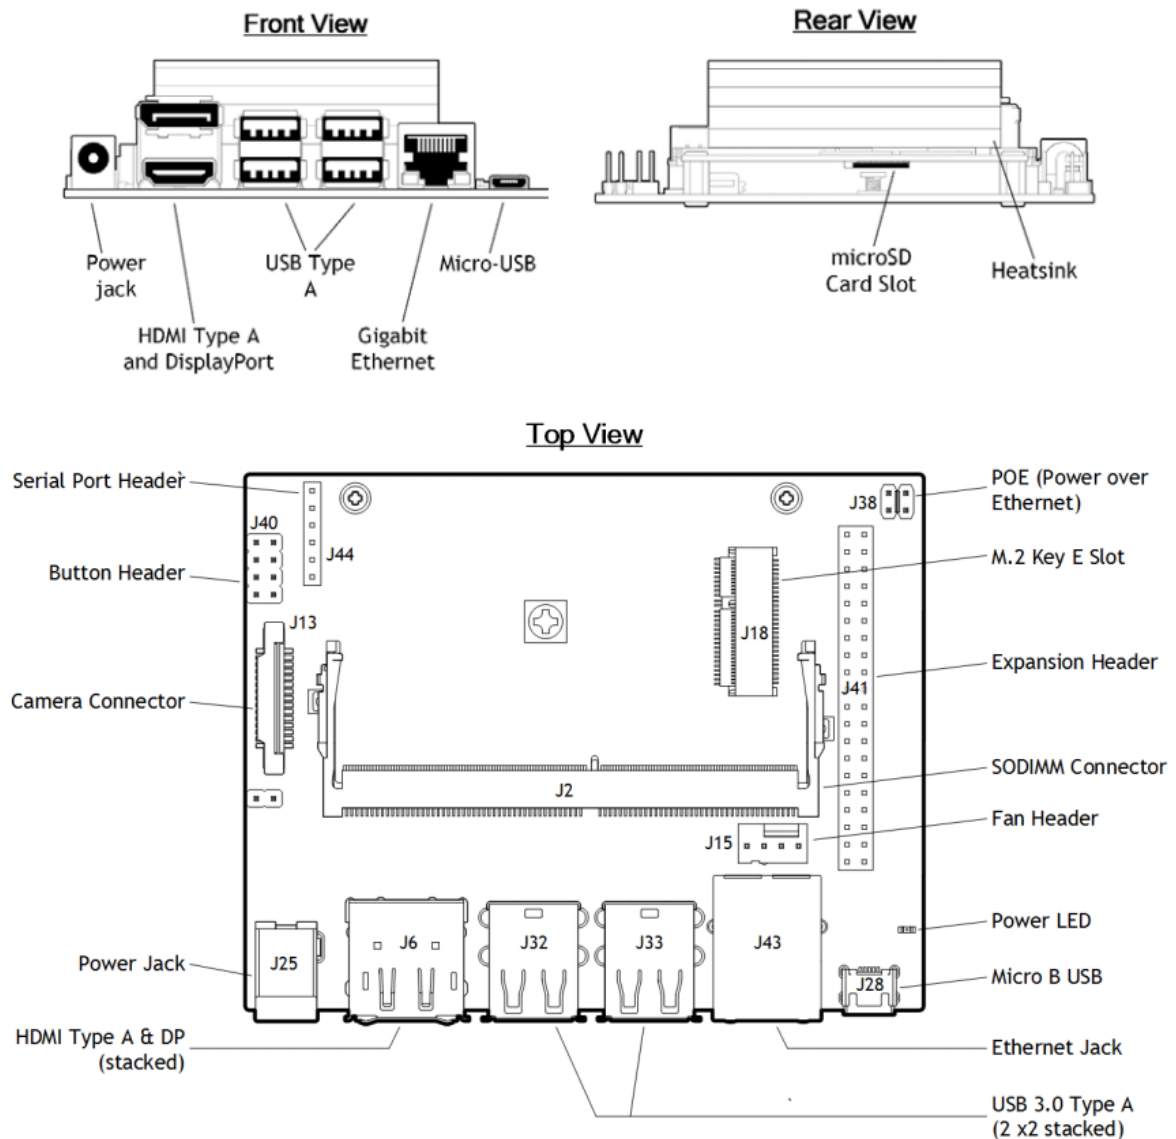 Front View
Rear View
Power
jack
USB Type
A
Micro-USB
HDMI Type A
and DisplayPort
Gigabit
Ethernet
microSD
Card Slot
Heatsink
Top View
Serial Port Header
J40
J44
Button Header
J13
Camera Connector
J38
POE (Power over
Ethernet)
M.2 Key E Slot
J18
Expansion Header
J41
SODIMM Connector
J2
Fan Header
J15
Power LED
Power Jack
J25
J6
J32
J33
J43
J28
Micro B USB
HDMI Type A & DP
(stacked)
Ethernet Jack
USB 3.0 Type A
(2 x2 stacked)